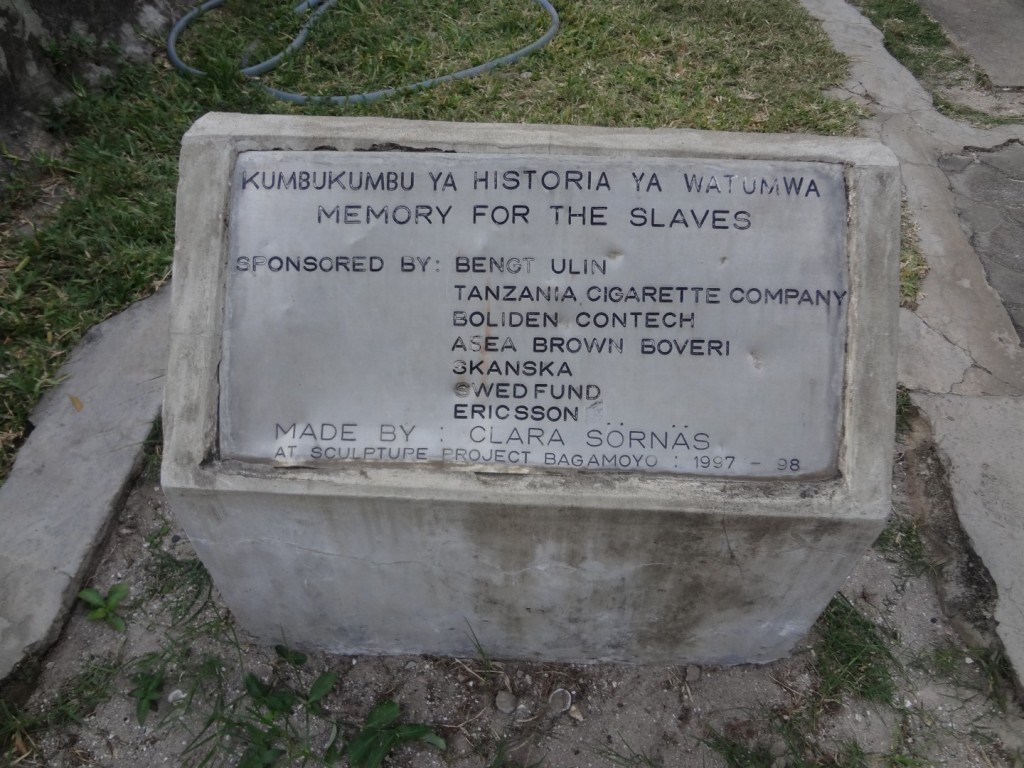 KUMBUKUMBU YA HISTORIA YA WATUMWA
MEMORY FOR THE SLAVES
SPONSORED BY: BENGT ULIN
TANZANIA CIGARETTE COMPANY
BOLIDEN CONTECH
ASEA BROWN BOVERI
SKANSKA
SWEDFUND
ERICSSON
MADE BY : CLARA SÖRNÄS
AT SCULPTURE PROJECT BAGAMOYO : 1997 - 98